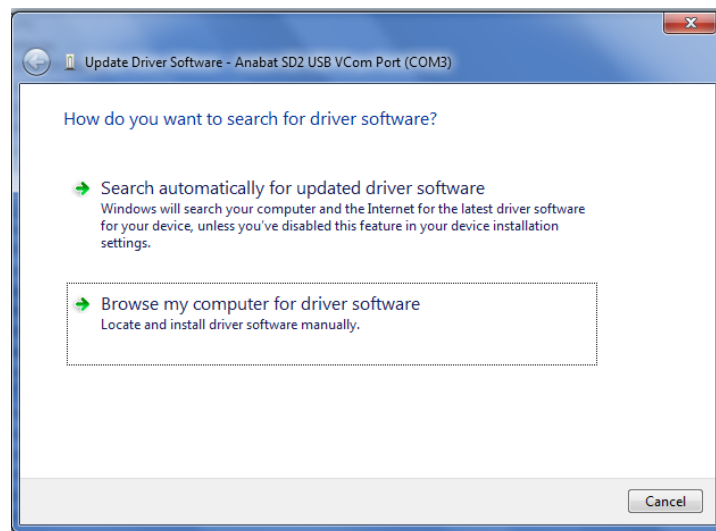 Update Driver Software - Anabat SD2 USB VCom Port (COM3)
How do you want to search for driver software?
Search automatically for updated driver software
Windows will search your computer and the Internet for the latest driver software
for your device, unless you've disabled this feature in your device installation
settings.
Browse my computer for driver software
Locate and install driver software manually.
Cancel